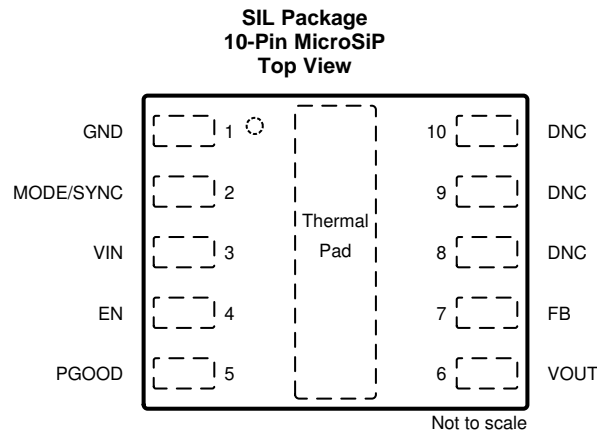 SIL Package
10-Pin MicroSiP
Top View
GND 1 10 DNC
MODE/SYNC 2 9 DNC
Thermal
VIN 3 Pad 8 DNC
EN 4 7 FB
PGOOD 5 6 VOUT
Not to scale